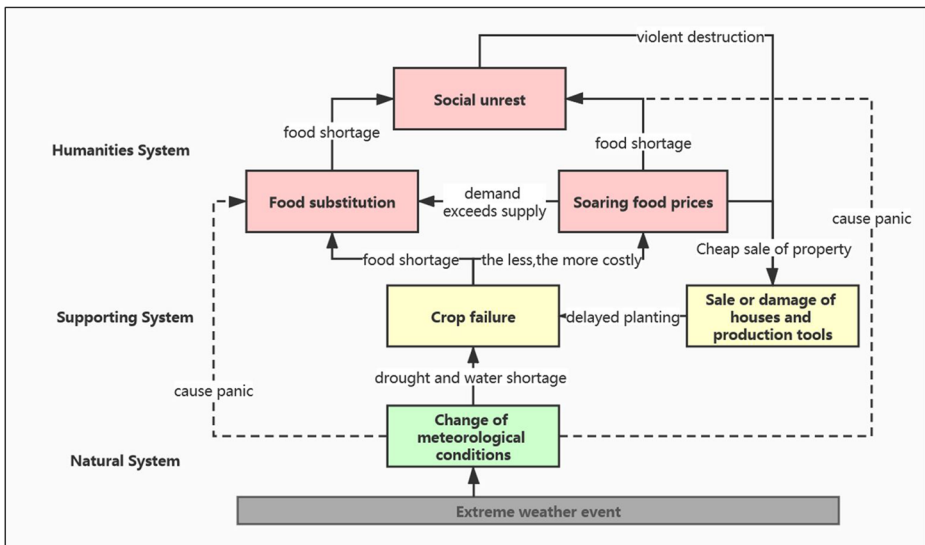 violent destruction
Social unrest
food shortage
food shortage
Humanities System
Food substitution
demand
exceeds supply
Soaring food prices
cause panic
Cheap sale of property
food shortage
the less,the more costly
Supporting System
Crop failure
delayed planting
Sale or damage of
houses and
production tools
drought and water shortage
cause panic
Change of
meteorological
conditions
Natural System
Extreme weather event